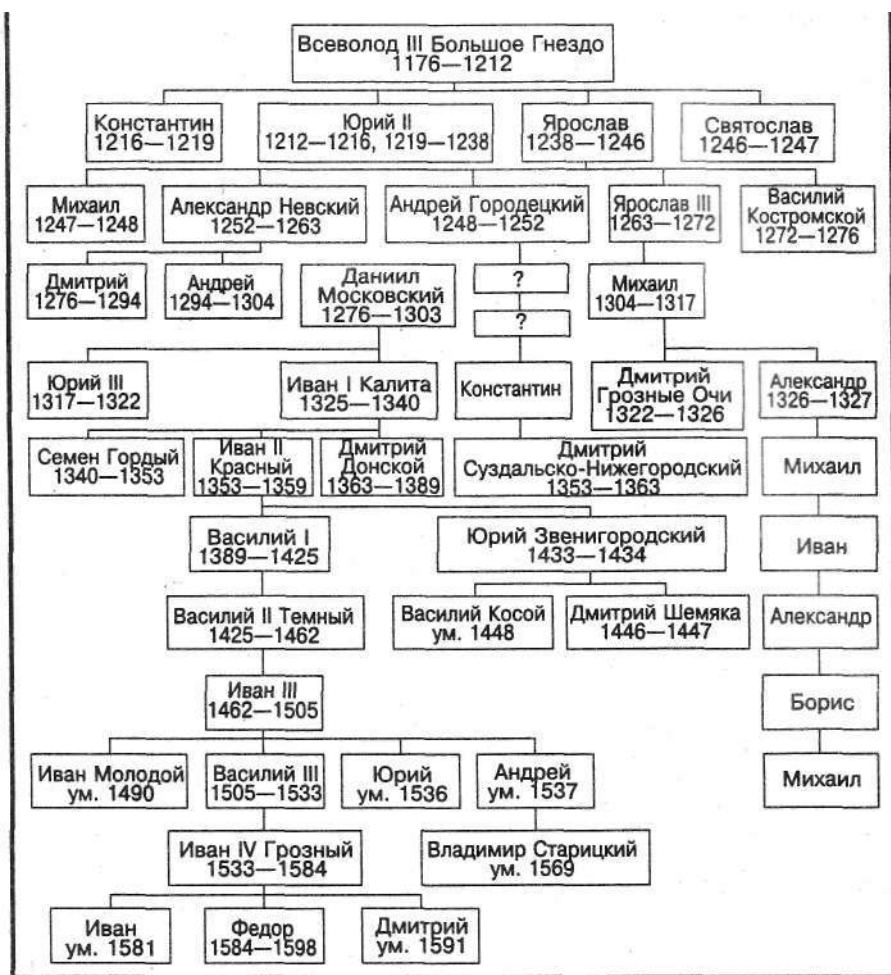 Всеволод III Большое Гнездо
1176—1212
Константин
1216—1219
Юрий II
1212—1216, 1219—1238
Ярослав
1238—1246
Святослав
1246—1247
Михаил
1247—1248
Александр Невский
1252—1263
Андрей Городецкий
1248—1252
Ярослав III
1263—1272
Василий
Костромской
1272—1276
Дмитрий
1276—1294
Андрей
1294—1304
Даниил
Московский
1276—1303
?
?
Михаил
1304—1317
Юрий III
1317—1322
Иван I Калита
1325—1340
Константин
Дмитрий
Грозные Очи
1322—1326
Александр
1326—1327
Семен Гордый
1340—1353
Иван II
Красный
1353—1359
Дмитрий
Донской
1363—1389
Дмитрий
Суздальско-Нижегородский
1353—1363
Михаил
Василий I
1389—1425
Юрий Звенигородский
1433—1434
Иван
Василий II Темный
1425—1462
Василий Косой
ум. 1448
Дмитрий Шемяка
1446—1447
Александр
Иван III
1462—1505
Борис
Иван Молодой
ум. 1490
Василий III
1505—1533
Юрий
ум. 1536
Андрей
ум. 1537
Михаил
Иван IV Грозный
1533—1584
Владимир Старицкий
ум. 1569
Иван
ум. 1581
Федор
1584—1598
Дмитрий
ум. 1591